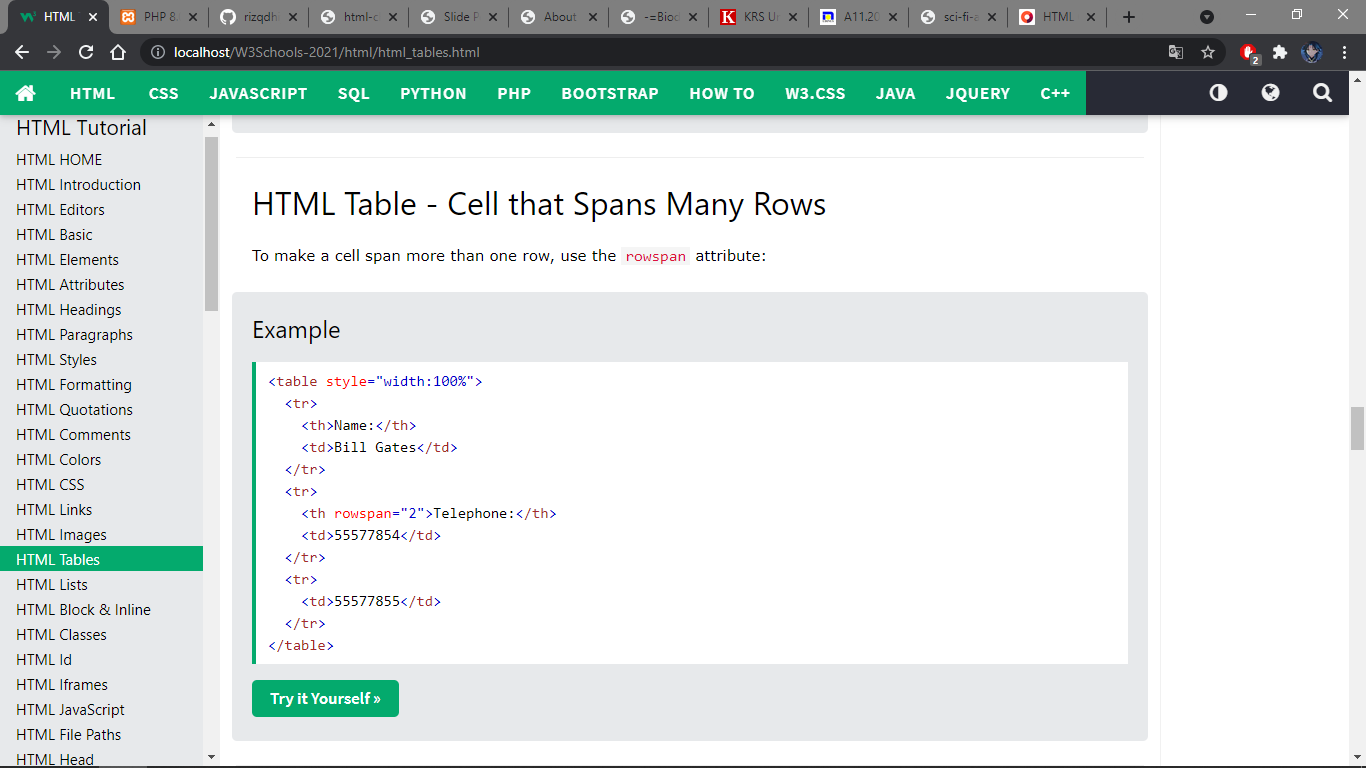 HTML
PHP 8.
rizqdh
html-c
Slide P
About
-=Biod
KRS Un
A11.20
sci-fi-a
HTML
localhost/W3Schools-2021/html/html_tables.html
2
HTML
CSS
JAVASCRIPT
SQL
PYTHON
PHP
BOOTSTRAP
HOW TO
W3.CSS
JAVA
JQUERY
C++
HTML Tutorial
HTML HOME
HTML Introduction
HTML Editors
HTML Basic
HTML Elements
HTML Attributes
HTML Headings
HTML Paragraphs
HTML Styles
HTML Formatting
HTML Quotations
HTML Comments
HTML Colors
HTML CSS
HTML Links
HTML Images
HTML Tables
HTML Lists
HTML Block & Inline
HTML Classes
HTML Id
HTML Iframes
HTML JavaScript
HTML File Paths
HTML Head
HTML Table - Cell that Spans Many Rows
To make a cell span more than one row, use the rowspan attribute:
Example
<table style="width:100%">
<tr>
<th>Name:</th>
<td>Bill Gates</td>
</tr>
<tr>
<th rowspan="2">Telephone:</th>
<td>55577854</td>
</tr>
<tr>
<td>55577855</td>
</tr>
</table>
Try it Yourself »